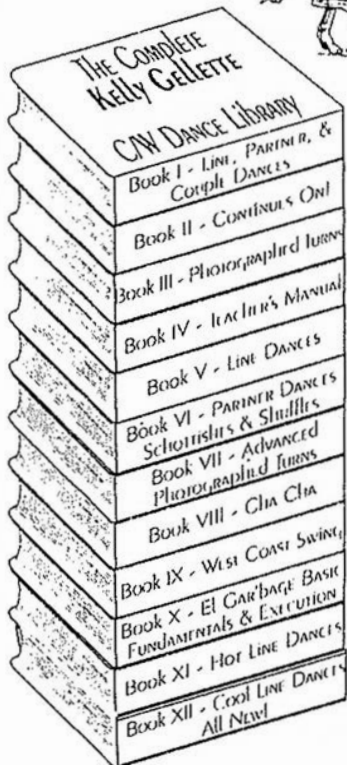 The Complete
Kelly Gellette
C/W Dance Library
Book I - Line, Partner, &
Couple Dances
Book II - Continues On!
Book III - Photographed Turns
Book IV - Teacher's Manual
Book V - Line Dances
Book VI - Partner Dances
Schottishes & Shuffles
Book VII - Advanced
Photographed Turns
Book VIII - Cha Cha
Book IX - West Coast Swing
Book X - El Gar'bage Basic
Fundamentals & Execution
Book XI - Hot Line Dances
Book XII - Cool Line Dances
All New!